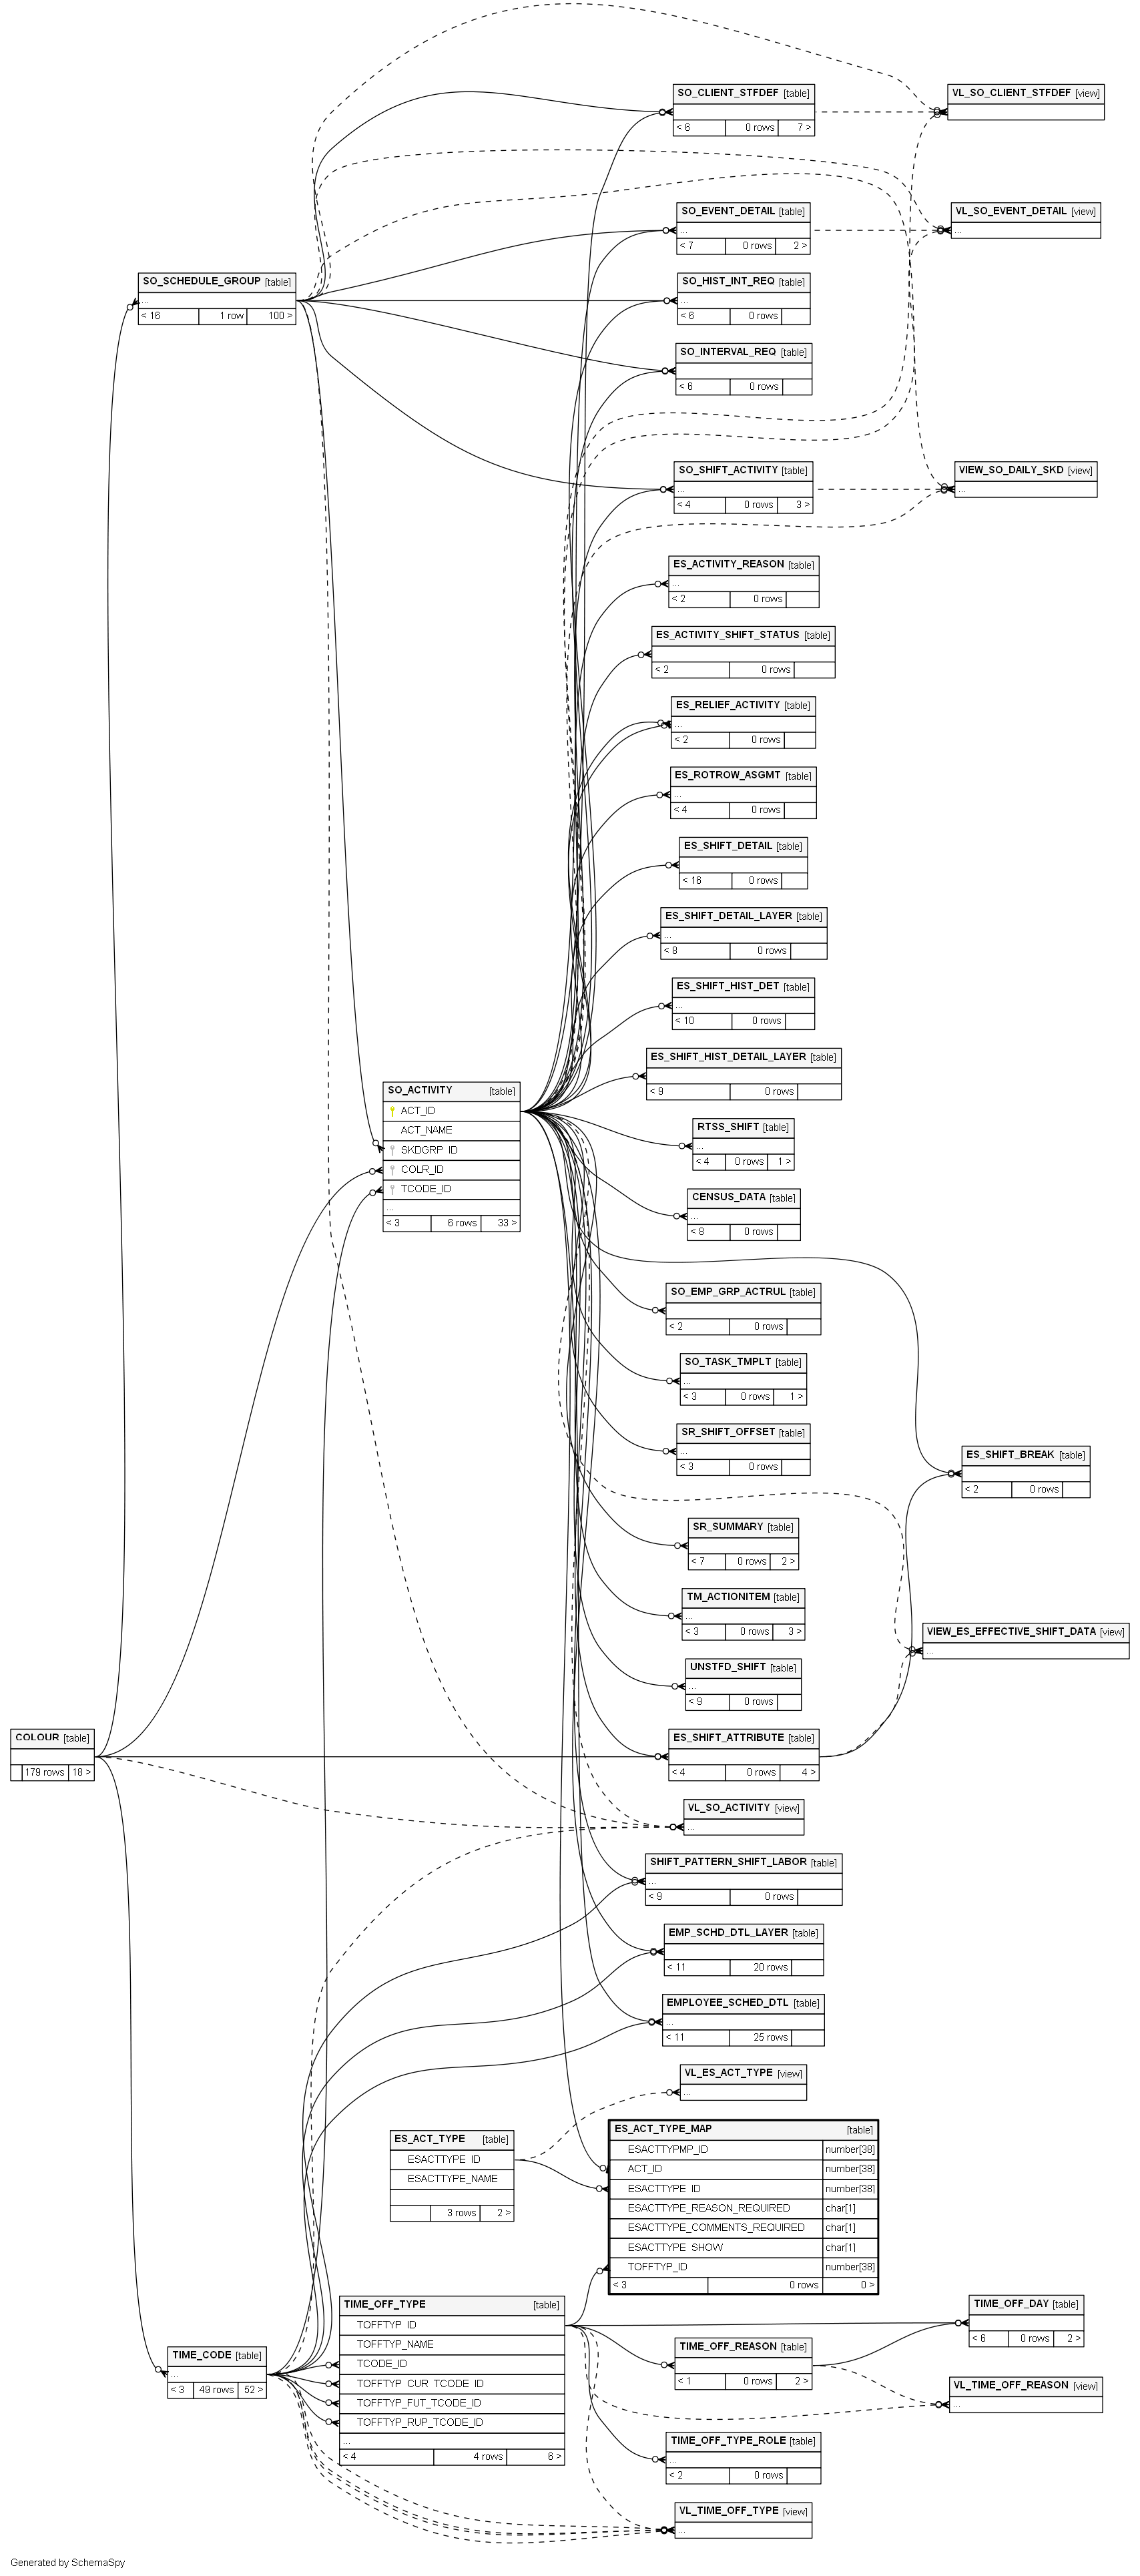 SO_CLIENT_STFDEF [table]
< 6 0 rows 7 >
VL_SO_CLIENT_STFDEF [view]
SO_EVENT_DETAIL [table]
...
< 7 0 rows 2 >
VL_SO_EVENT_DETAIL [view]
...
SO_SCHEDULE_GROUP [table]
...
< 16 1 row 100 >
SO_HIST_INT_REQ [table]
...
< 6 0 rows
SO_INTERVAL_REQ [table]
< 6 0 rows
SO_SHIFT_ACTIVITY [table]
...
< 4 0 rows 3 >
VIEW_SO_DAILY_SKD [view]
...
ES_ACTIVITY_REASON [table]
...
< 2 0 rows
ES_ACTIVITY_SHIFT_STATUS [table]
< 2 0 rows
ES_RELIEF_ACTIVITY [table]
...
< 2 0 rows
ES_ROTROW_ASGMT [table]
...
< 4 0 rows
ES_SHIFT_DETAIL [table]
< 16 0 rows
ES_SHIFT_DETAIL_LAYER [table]
...
< 8 0 rows
ES_SHIFT_HIST_DET [table]
...
< 10 0 rows
ES_SHIFT_HIST_DETAIL_LAYER [table]
< 9 0 rows
SO_ACTIVITY [table]
ACT_ID
ACT_NAME
SKDGRP_ID
COLR_ID
TCODE_ID
...
< 3 6 rows 33 >
RTSS_SHIFT [table]
...
< 4 0 rows 1 >
CENSUS_DATA [table]
...
< 8 0 rows
SO_EMP_GRP_ACTRUL [table]
< 2 0 rows
SO_TASK_TMPLT [table]
...
< 3 0 rows 1 >
SR_SHIFT_OFFSET [table]
...
< 3 0 rows
ES_SHIFT_BREAK [table]
< 2 0 rows
SR_SUMMARY [table]
< 7 0 rows 2 >
TM_ACTIONITEM [table]
...
< 3 0 rows 3 >
VIEW_ES_EFFECTIVE_SHIFT_DATA [view]
...
UNSTFD_SHIFT [table]
...
< 9 0 rows
COLOUR [table]
179 rows 18 >
ES_SHIFT_ATTRIBUTE [table]
< 4 0 rows 4 >
VL_SO_ACTIVITY [view]
...
SHIFT_PATTERN_SHIFT_LABOR [table]
...
< 9 0 rows
EMP_SCHD_DTL_LAYER [table]
< 11 20 rows
EMPLOYEE_SCHED_DTL [table]
...
< 11 25 rows
VL_ES_ACT_TYPE [view]
...
ES_ACT_TYPE [table]
ESACTTYPE_ID
ESACTTYPE_NAME
3 rows 2 >
ES_ACT_TYPE_MAP [table]
ESACTTYPMP_ID number[38]
ACT_ID number[38]
ESACTTYPE_ID number[38]
ESACTTYPE_REASON_REQUIRED char[1]
ESACTTYPE_COMMENTS_REQUIRED char[1]
ESACTTYPE_SHOW char[1]
TOFFTYP_ID number[38]
< 3 0 rows 0 >
TIME_OFF_TYPE [table]
TOFFTYP_ID
TOFFTYP_NAME
TCODE_ID
TOFFTYP_CUR_TCODE_ID
TOFFTYP_FUT_TCODE_ID
TOFFTYP_RUP_TCODE_ID
...
< 4 4 rows 6 >
TIME_OFF_DAY [table]
< 6 0 rows 2 >
TIME_CODE [table]
...
< 3 49 rows 52 >
TIME_OFF_REASON [table]
< 1 0 rows 2 >
VL_TIME_OFF_REASON [view]
...
TIME_OFF_TYPE_ROLE [table]
...
< 2 0 rows
VL_TIME_OFF_TYPE [view]
...
Generated by SchemaSpy